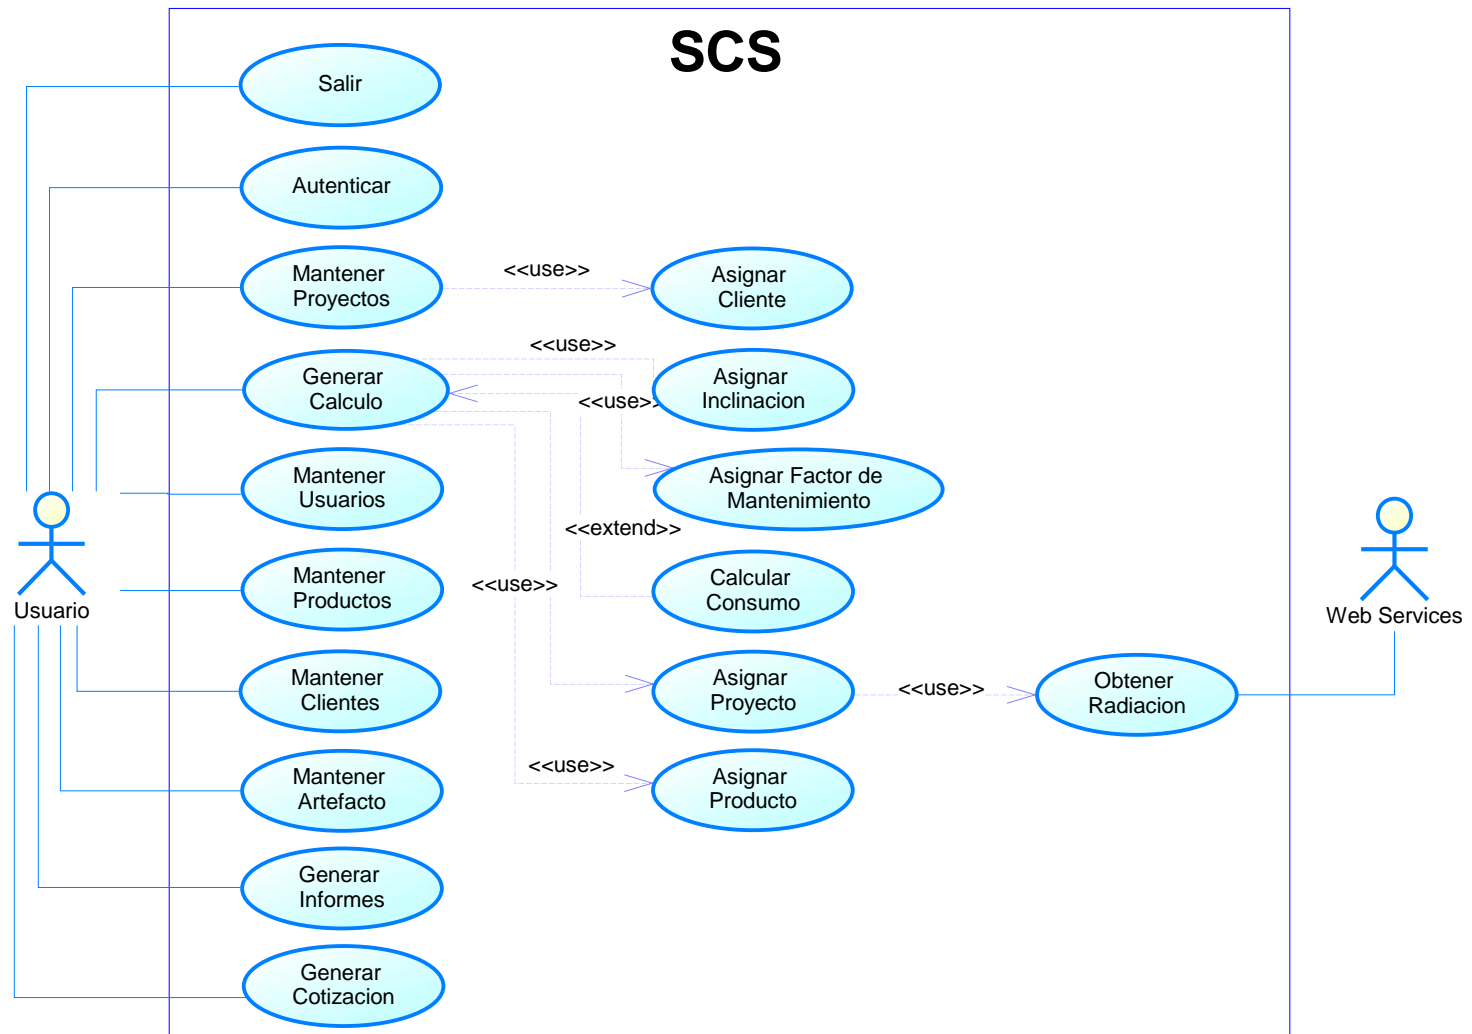 SCS
Salir
Autenticar
Mantener
Proyectos
<<use>>
Asignar
Cliente
Generar
Calculo
<<use>>
Asignar
Inclinacion
<<use>>
Mantener
Usuarios
Asignar Factor de
Mantenimiento
<<extend>>
Mantener
Productos
<<use>>
Calcular
Consumo
Usuario
Web Services
Mantener
Clientes
Asignar
Proyecto
<<use>>
Obtener
Radiacion
Mantener
Artefacto
<<use>>
Asignar
Producto
Generar
Informes
Generar
Cotizacion